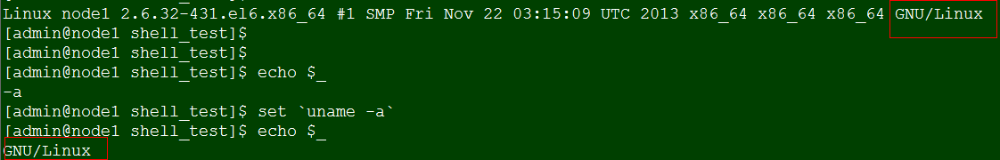 Linux node1 2.6.32-431.el6.x86_64 #1 SMP Fri Nov 22 03:15:09 UTC 2013 x86_64 x86_64 x86_64 GNU/Linux
[admin@node1 shell_test]$
[admin@node1 shell_test]$
[admin@node1 shell_test]$ echo $_
-a
[admin@node1 shell_test]$ set `uname -a`
[admin@node1 shell_test]$ echo $_
GNU/Linux